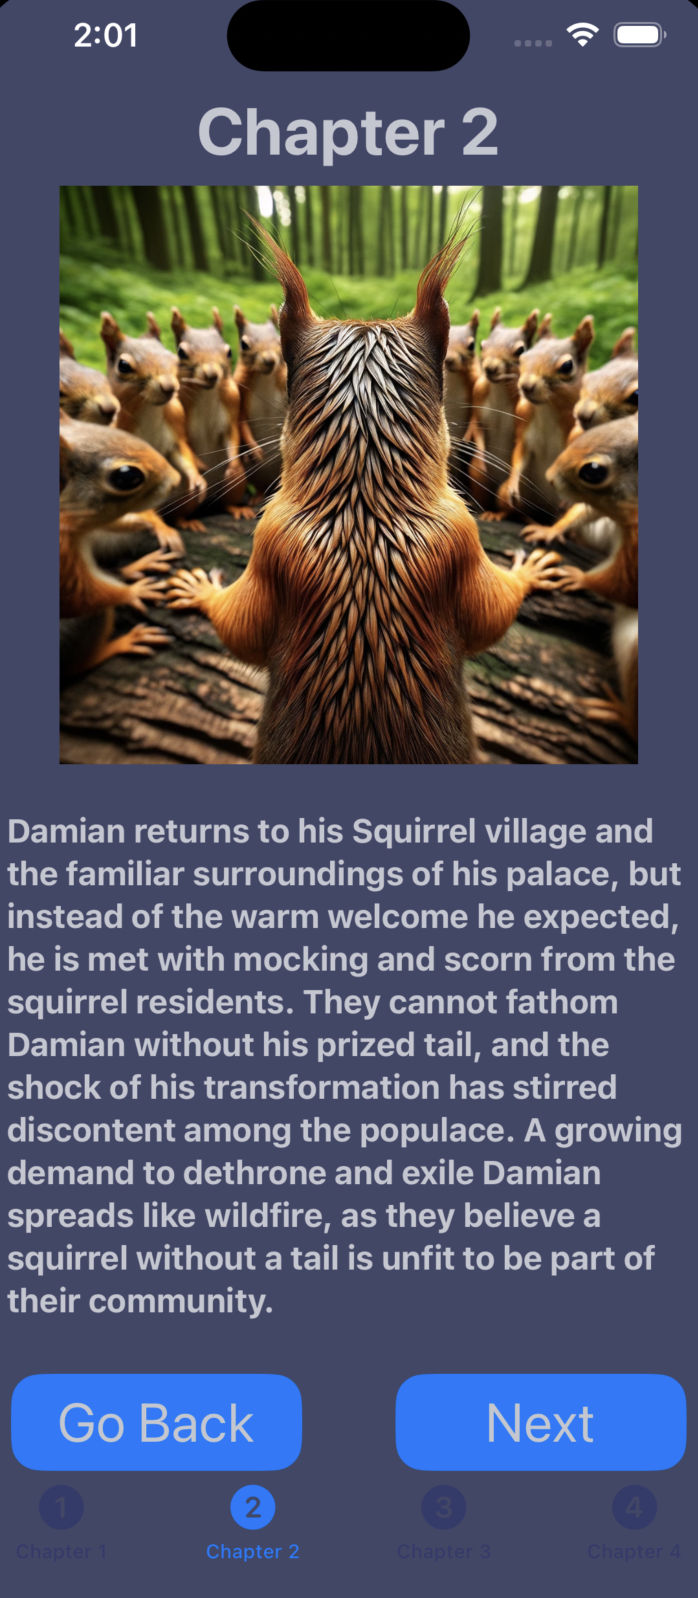 2:01
Chapter 2
Damian returns to his Squirrel village and
the familiar surroundings of his palace, but
instead of the warm welcome he expected,
he is met with mocking and scorn from the
squirrel residents. They cannot fathom
Damian without his prized tail, and the
shock of his transformation has stirred
discontent among the populace. A growing
demand to dethrone and exile Damian
spreads like wildfire, as they believe a
squirrel without a tail is unfit to be part of
their community.
Go Back Next
1 2 3 4
Chapter 1 Chapter 2 Chapter 3 Chapter 4